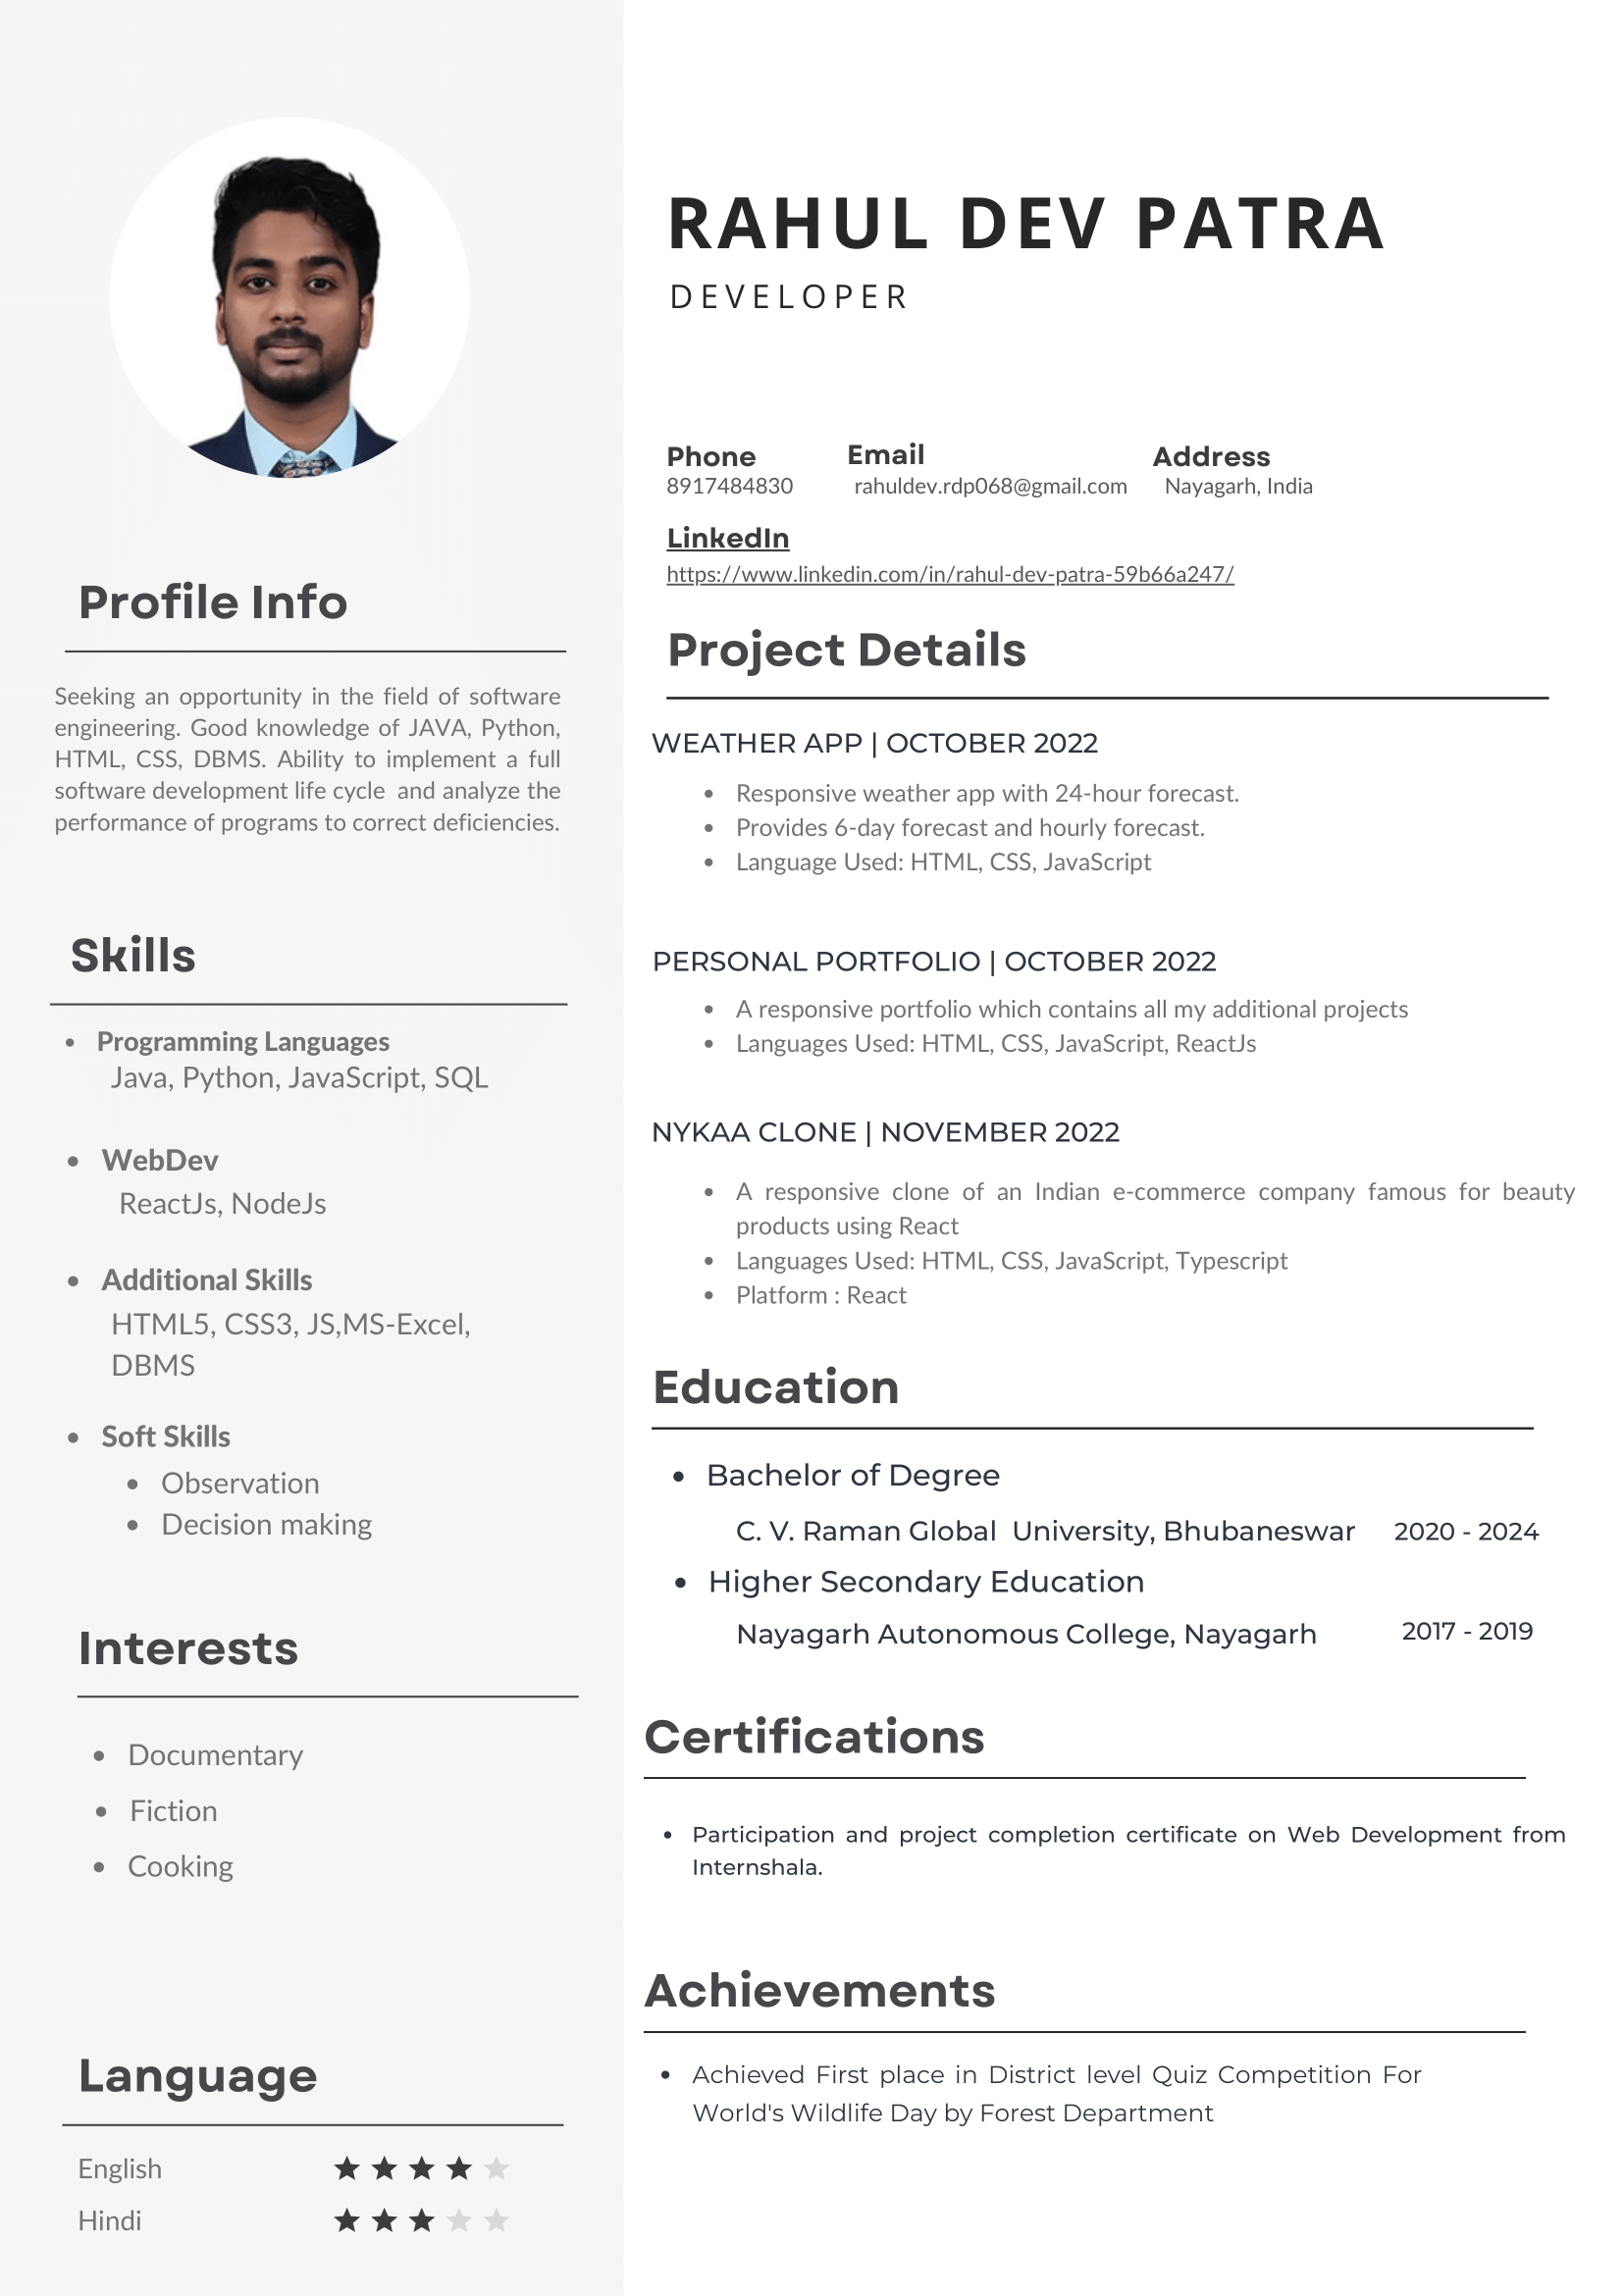 RAHUL DEV PATRA
DEVELOPER
Phone
8917484830
Email
rahuldev.rdp068@gmail.com
Address
Nayagarh, India
LinkedIn
https://www.linkedin.com/in/rahul-dev-patra-59b66a247/
Profile Info
Seeking an opportunity in the field of software
engineering. Good knowledge of JAVA, Python,
HTML, CSS, DBMS. Ability to implement a full
software development life cycle and analyze the
performance of programs to correct deficiencies.
Skills
• Programming Languages
Java, Python, JavaScript, SQL
• WebDev
ReactJs, NodeJs
• Additional Skills
HTML5, CSS3, JS,MS-Excel,
DBMS
• Soft Skills
• Observation
• Decision making
Interests
• Documentary
• Fiction
• Cooking
Language
English
Hindi
Project Details
WEATHER APP | OCTOBER 2022
• Responsive weather app with 24-hour forecast.
• Provides 6-day forecast and hourly forecast.
• Language Used: HTML, CSS, JavaScript
PERSONAL PORTFOLIO | OCTOBER 2022
• A responsive portfolio which contains all my additional projects
• Languages Used: HTML, CSS, JavaScript, ReactJs
NYKAA CLONE | NOVEMBER 2022
• A responsive clone of an Indian e-commerce company famous for beauty
products using React
• Languages Used: HTML, CSS, JavaScript, Typescript
• Platform : React
Education
• Bachelor of Degree
C. V. Raman Global University, Bhubaneswar 2020 - 2024
• Higher Secondary Education
Nayagarh Autonomous College, Nayagarh 2017 - 2019
Certifications
• Participation and project completion certificate on Web Development from
Internshala.
Achievements
• Achieved First place in District level Quiz Competition For
World's Wildlife Day by Forest Department